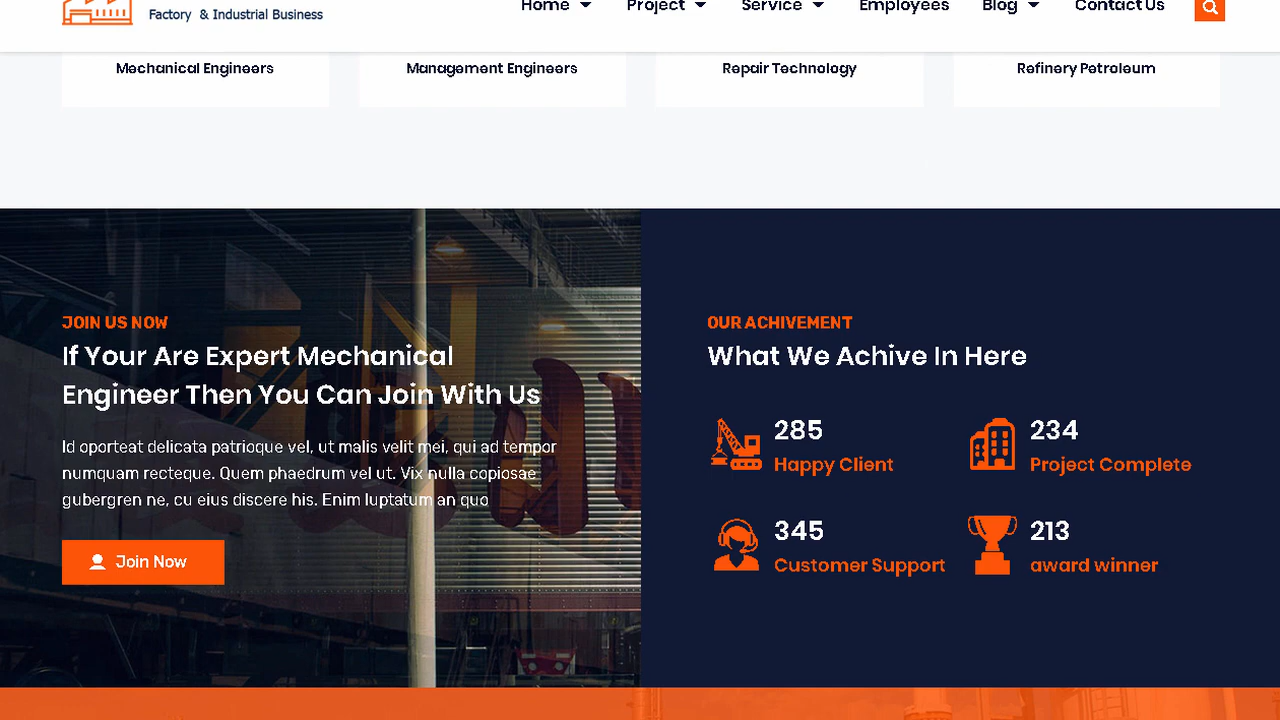 Factory & Industrial Business
Home Project Service Employees Blog Contact Us
Mechanical Engineers
Management Engineers
Repair Technology
Refinery Petroleum
JOIN US NOW
If Your Are Expert Mechanical
Engineer Then You Can Join With Us
Id oporteat delicata patrioque vel, ut malis velit mei, qui ad tempor
numquam recteque. Quem phaedrum vel ut. Vix nulla copiosae
gubergren ne, cu eius discere his. Enim luptatum an quo
Join Now
OUR ACHIVEMENT
What We Achive In Here
285
Happy Client
234
Project Complete
345
Customer Support
213
award winner